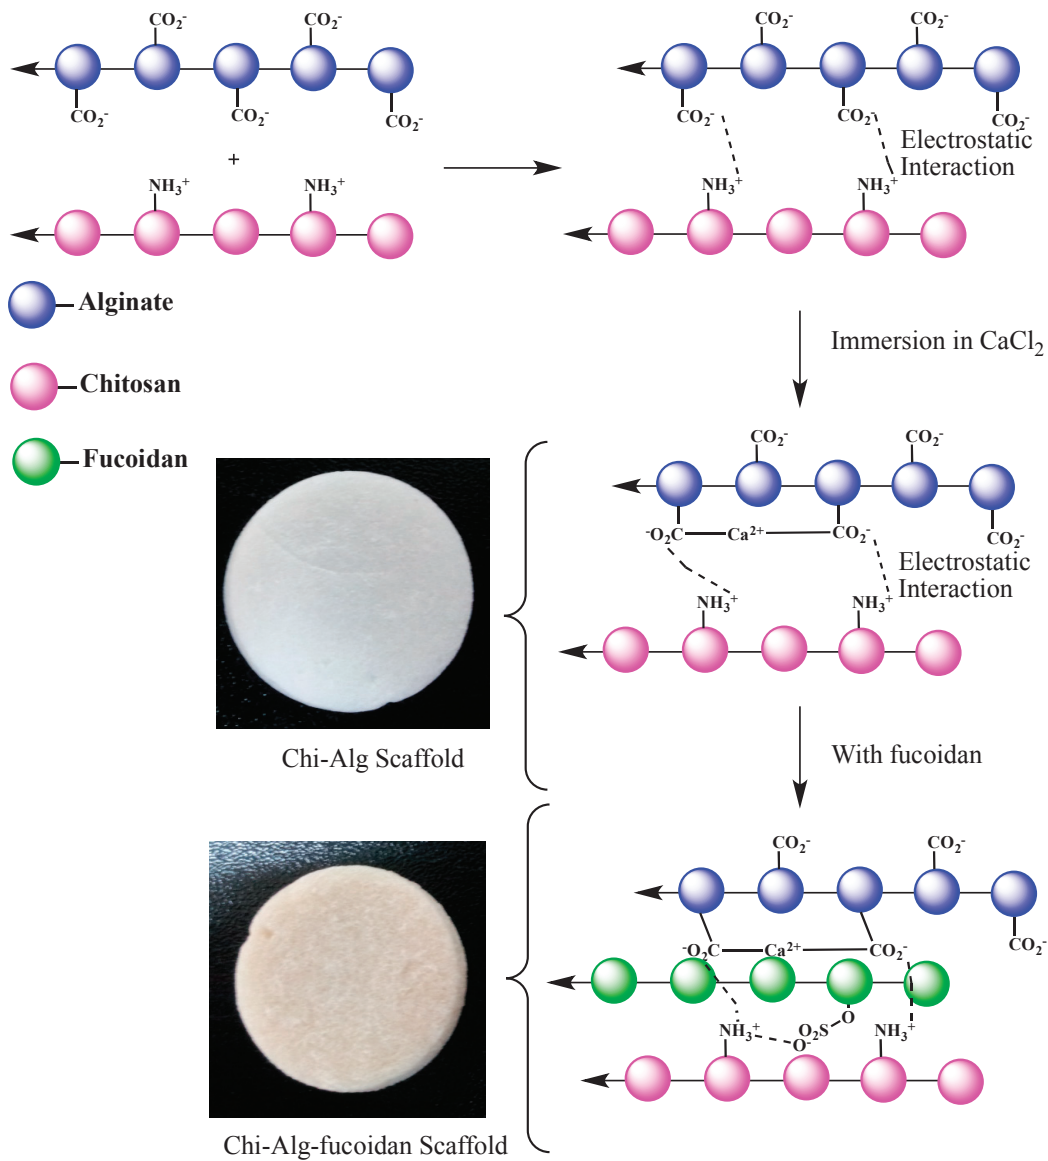 CO₂⁻ CO₂⁻
CO₂⁻ CO₂⁻ CO₂⁻
+
NH₃⁺ NH₃⁺
CO₂⁻ CO₂⁻
CO₂⁻ CO₂⁻ CO₂⁻
Electrostatic
Interaction
NH₃⁺ NH₃⁺
Alginate
Chitosan
Fucoidan
Immersion in CaCl₂
CO₂⁻ CO₂⁻
⁻O₂C Ca²⁺ CO₂⁻ CO₂⁻
Electrostatic
Interaction
NH₃⁺ NH₃⁺
Chi-Alg Scaffold
With fucoidan
CO₂⁻ CO₂⁻
⁻O₂C Ca²⁺ CO₂⁻ CO₂⁻
O
NH₃⁺ O₂S NH₃⁺
O⁻
Chi-Alg-fucoidan Scaffold